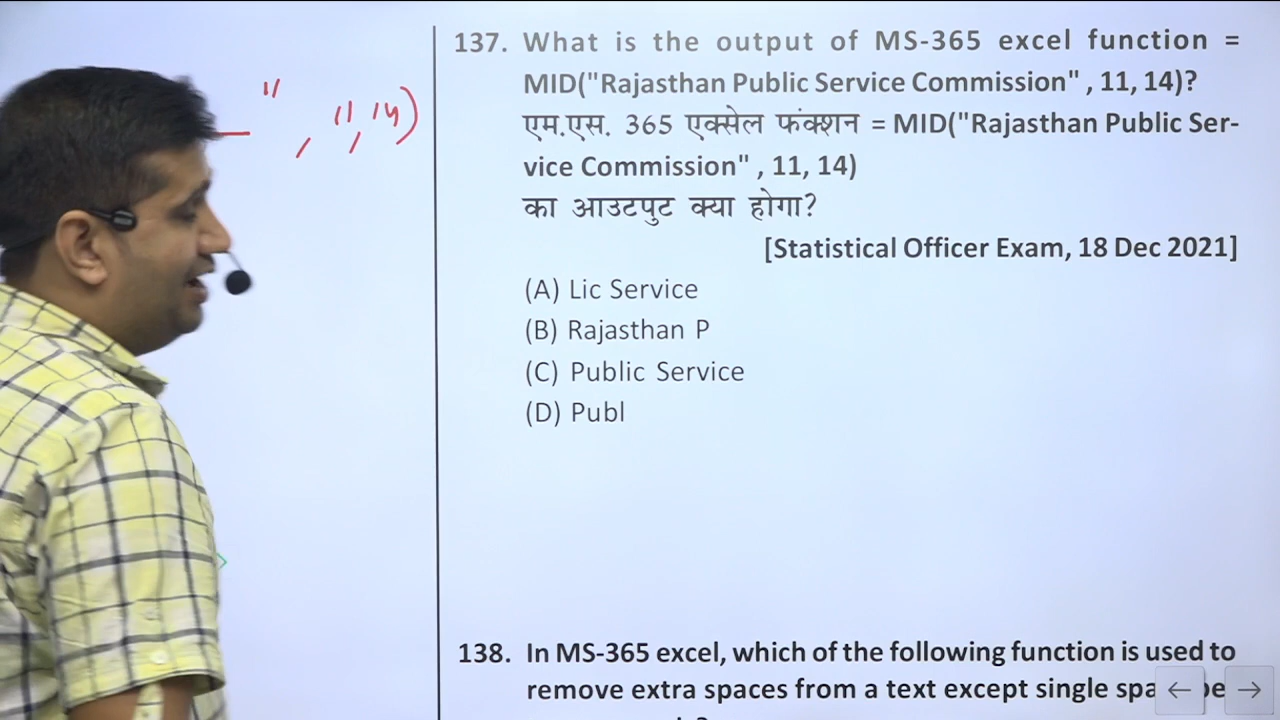 " , 11, 14)
137. What is the output of MS-365 excel function =
MID("Rajasthan Public Service Commission" , 11, 14)?
एम.एस. 365 एक्सेल फंक्शन = MID("Rajasthan Public Ser-
vice Commission" , 11, 14)
का आउटपुट क्या होगा?
[Statistical Officer Exam, 18 Dec 2021]
(A) Lic Service
(B) Rajasthan P
(C) Public Service
(D) Publ
138. In MS-365 excel, which of the following function is used to
remove extra spaces from a text except single